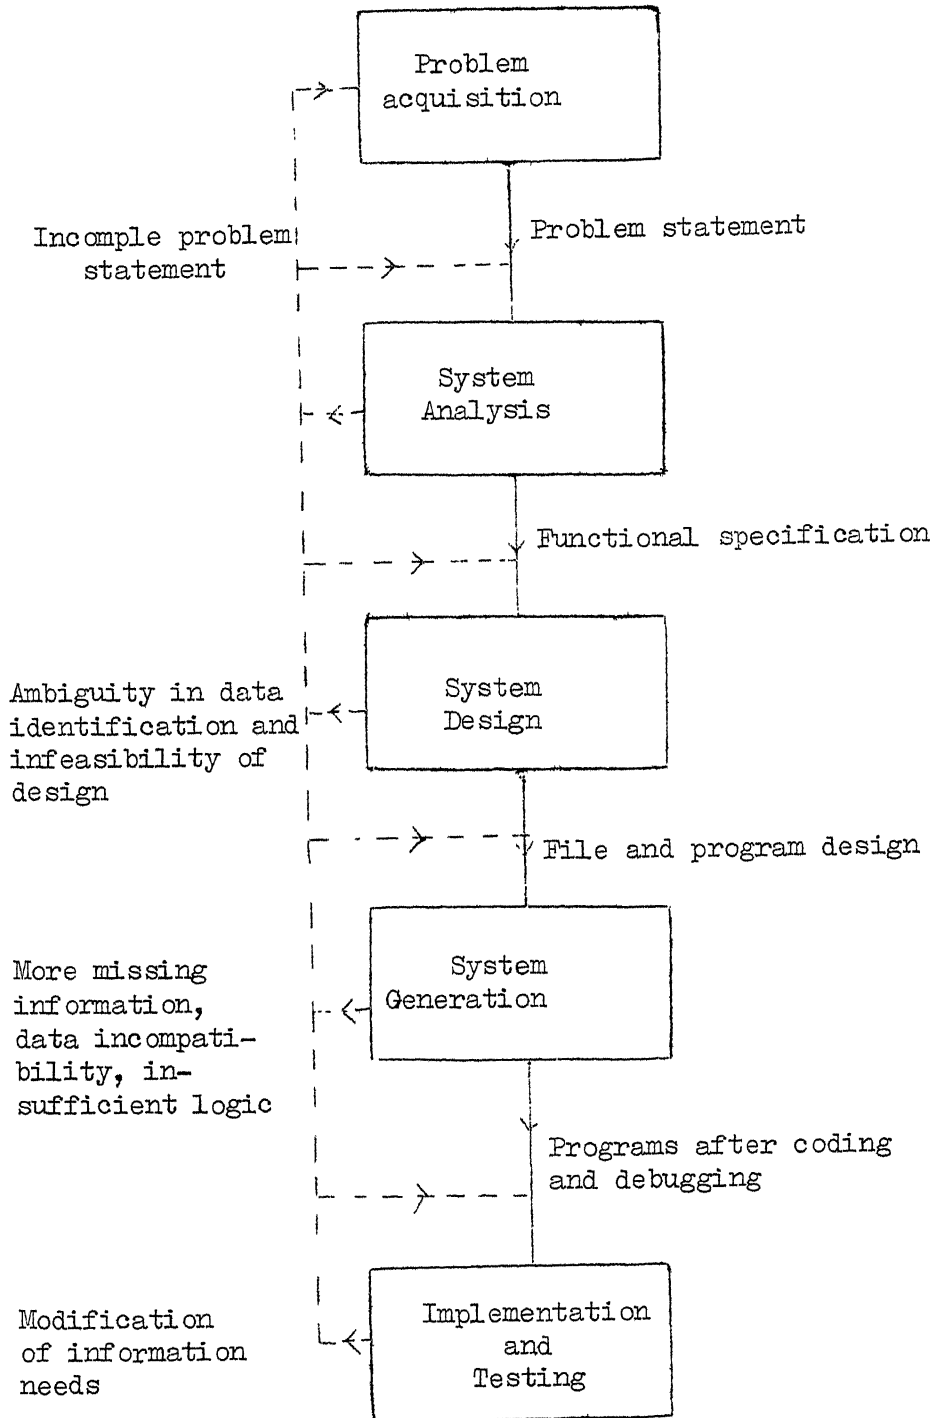 Problem
acquisition
Incomple problem
statement
Problem statement
System
Analysis
Functional specification
Ambiguity in data
identification and
infeasibility of
design
System
Design
File and program design
More missing
information,
data incompati-
bility, in-
sufficient logic
System
Generation
Programs after coding
and debugging
Modification
of information
needs
Implementation
and
Testing